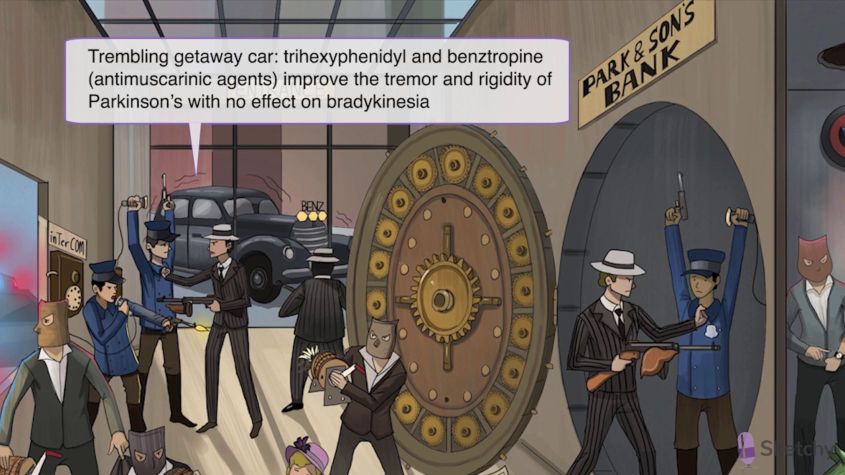 Trembling getaway car: trihexyphenidyl and benztropine
(antimuscarinic agents) improve the tremor and rigidity of
Parkinson's with no effect on bradykinesia
PARK & SON'S
BANK
BENZ
inTerCOM
Sketchy